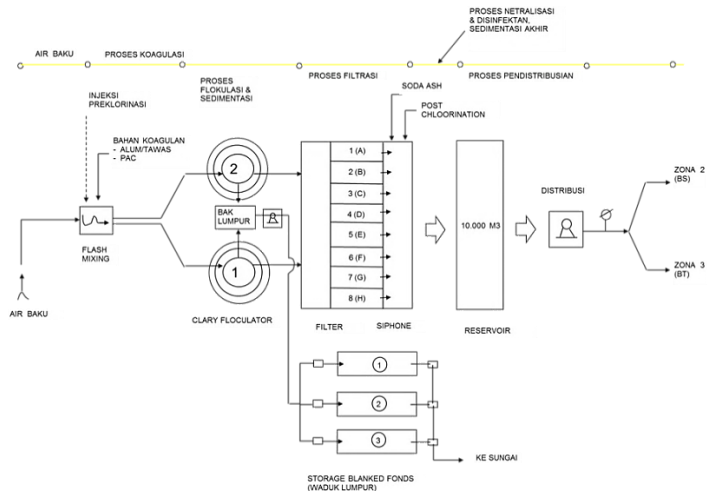 PROSES NETRALISASI
& DISINFEKTAN,
SEDIMENTASI AKHIR
AIR BAKU
PROSES KOAGULASI
PROSES
FLOKULASI &
SEDIMENTASI
PROSES FILTRASI
PROSES PENDISTRIBUSIAN
INJEKSI
PREKLORINASI
SODA ASH
POST
CHLOORINATION
BAHAN KOAGULAN
- ALUM/TAWAS
- PAC
2
1 (A)
2 (B)
3 (C)
4 (D)
5 (E)
6 (F)
7 (G)
8 (H)
BAK
LUMPUR
1
FLASH
MIXING
AIR BAKU
CLARY FLOCULATOR
FILTER
SIPHONE
10.000 M3
RESERVOIR
DISTRIBUSI
ZONA 2
(BS)
ZONA 3
(BT)
1
2
3
KE SUNGAI
STORAGE BLANKED FONDS
(WADUK LUMPUR)